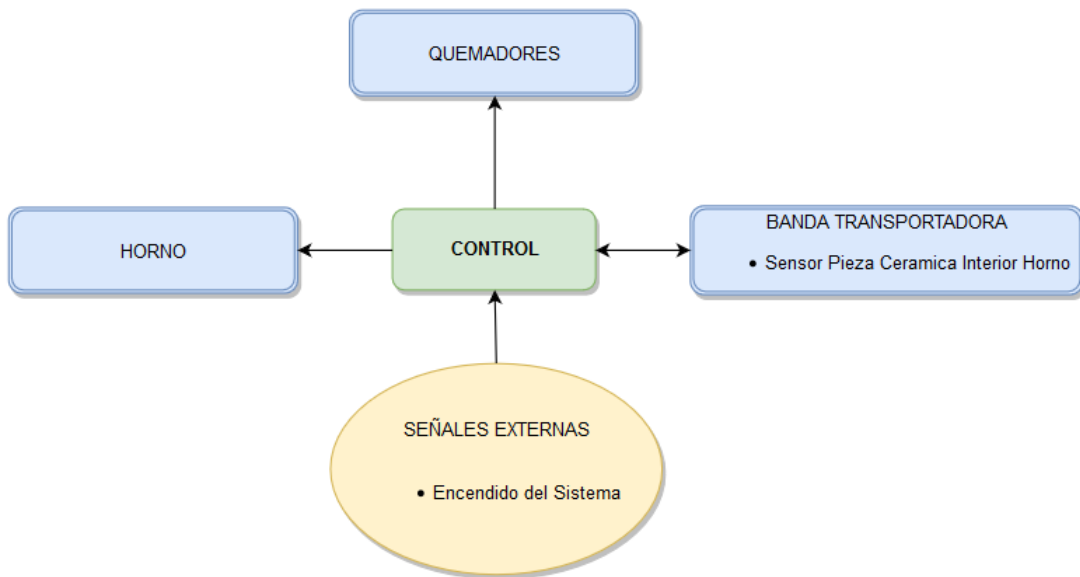 QUEMADORES
HORNO
CONTROL
BANDA TRANSPORTADORA
• Sensor Pieza Ceramica Interior Horno
SEÑALES EXTERNAS
• Encendido del Sistema